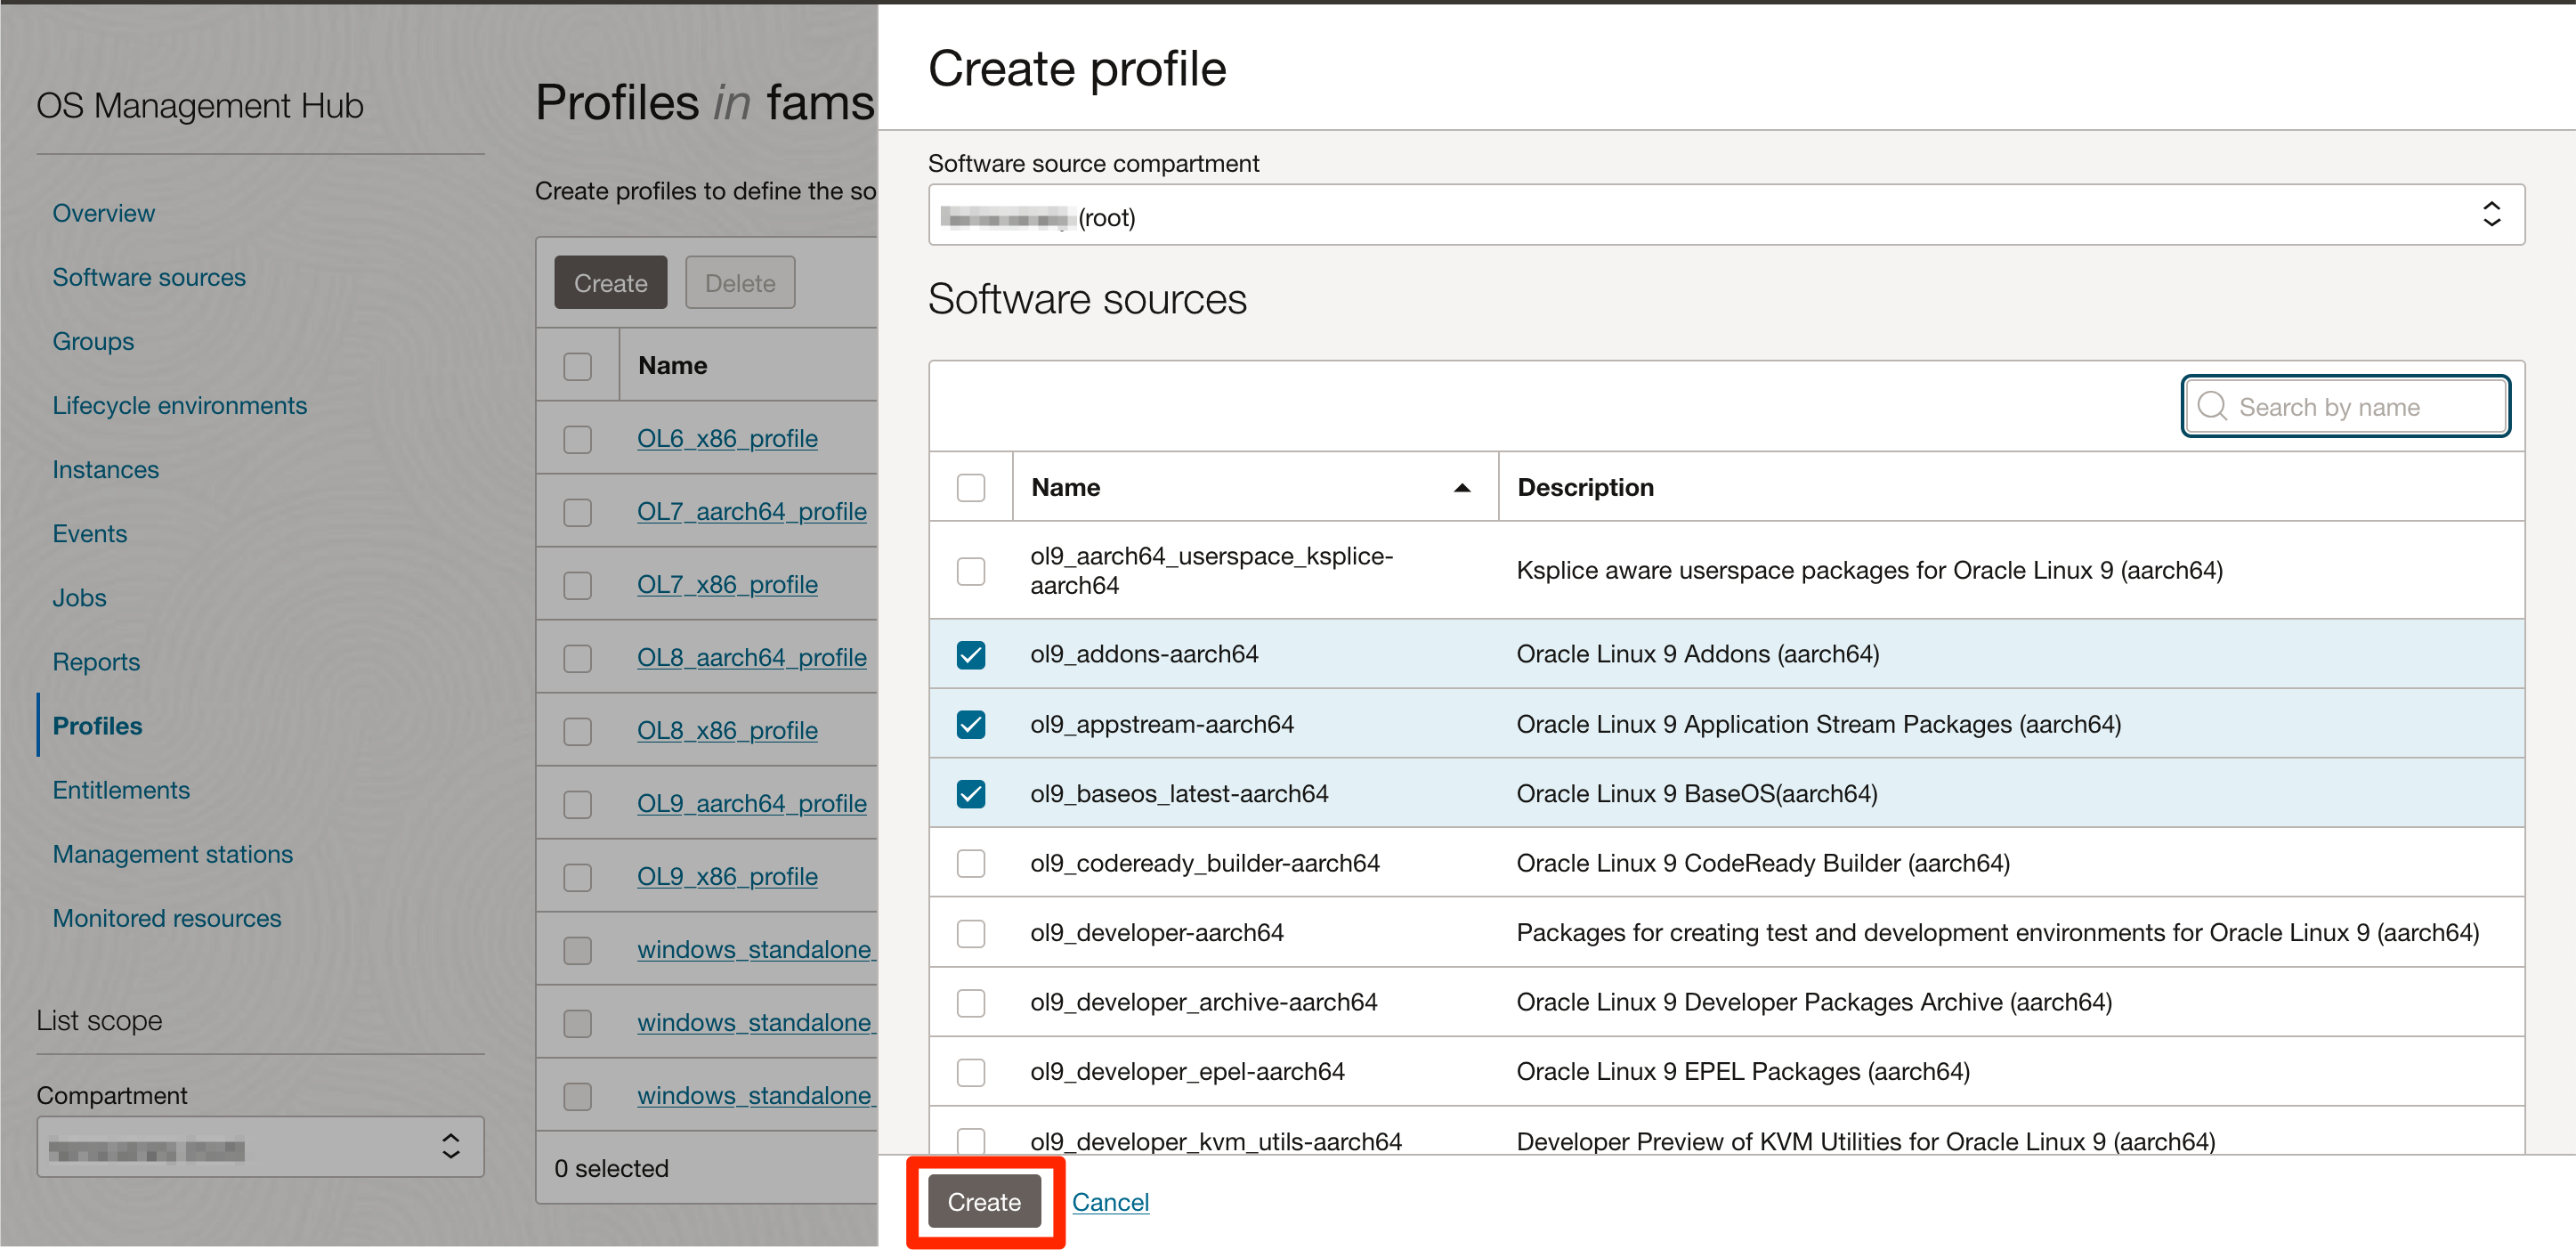 OS Management Hub
Overview
Software sources
Groups
Lifecycle environments
Instances
Events
Jobs
Reports
Profiles
Entitlements
Management stations
Monitored resources
List scope
Compartment
Profiles in fams
Create profiles to define the so
Create Delete
Name
OL6_x86_profile
OL7_aarch64_profile
OL7_x86_profile
OL8_aarch64_profile
OL8_x86_profile
OL9_aarch64_profile
OL9_x86_profile
windows_standalone_
windows_standalone_
windows_standalone_
0 selected
Create profile
Software source compartment
(root)
Software sources
Search by name
Name Description
ol9_aarch64_userspace_ksplice-
aarch64 Ksplice aware userspace packages for Oracle Linux 9 (aarch64)
ol9_addons-aarch64 Oracle Linux 9 Addons (aarch64)
ol9_appstream-aarch64 Oracle Linux 9 Application Stream Packages (aarch64)
ol9_baseos_latest-aarch64 Oracle Linux 9 BaseOS(aarch64)
ol9_codeready_builder-aarch64 Oracle Linux 9 CodeReady Builder (aarch64)
ol9_developer-aarch64 Packages for creating test and development environments for Oracle Linux 9 (aarch64)
ol9_developer_archive-aarch64 Oracle Linux 9 Developer Packages Archive (aarch64)
ol9_developer_epel-aarch64 Oracle Linux 9 EPEL Packages (aarch64)
ol9_developer_kvm_utils-aarch64 Developer Preview of KVM Utilities for Oracle Linux 9 (aarch64)
Create Cancel